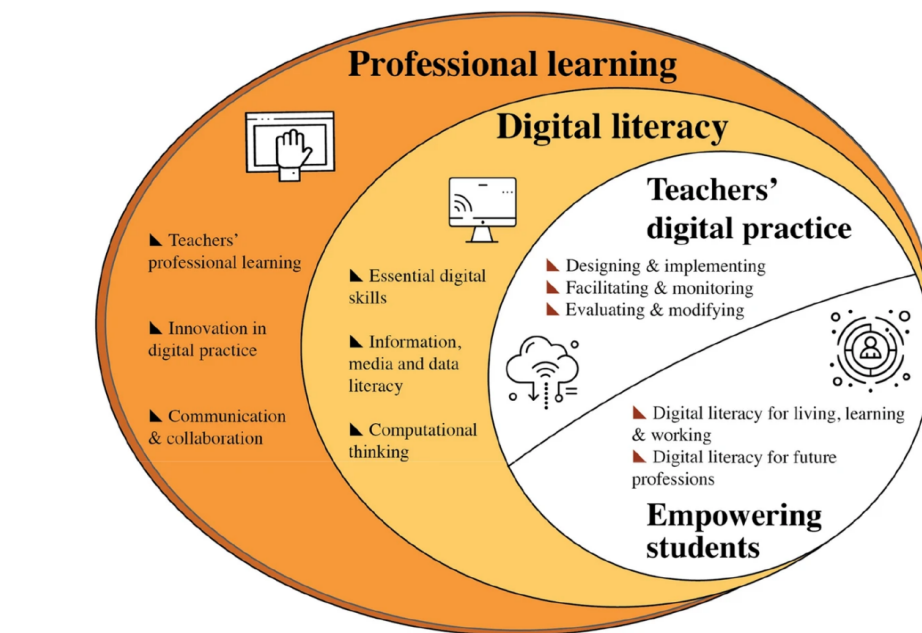 Professional learning
Digital literacy
Teachers'
digital practice
Designing & implementing
Facilitating & monitoring
Evaluating & modifying
Teachers'
professional learning
Innovation in
digital practice
Communication
& collaboration
Essential digital
skills
Information,
media and data
literacy
Computational
thinking
Digital literacy for living, learning
& working
Digital literacy for future
professions
Empowering
students